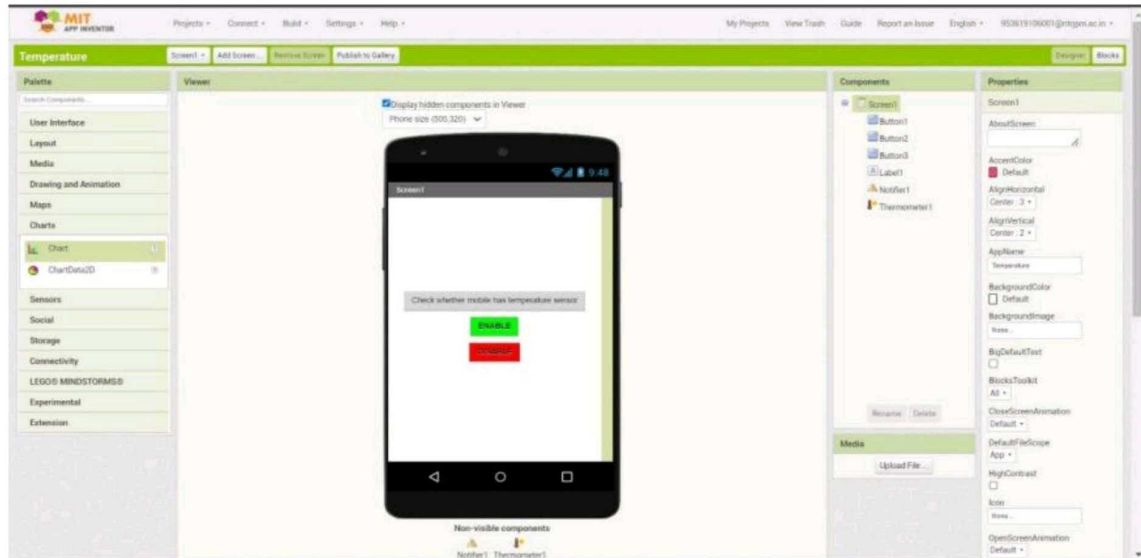 MIT
APP INVENTOR
Projects Connect Build Settings Help
My Projects View Trash Guide Report an Issue English
Temperature
Screen1 Add Screen ... Remove Screen Publish to Gallery
Designer Blocks
Palette
Search Components...
User Interface
Layout
Media
Drawing and Animation
Maps
Charts
Chart
ChartData2D
Sensors
Social
Storage
Connectivity
LEGO® MINDSTORMS®
Experimental
Extension
Viewer
Display hidden components in Viewer
Phone size (505,320)
9:48
Screen1
Check whether mobile has temperature sensor
ENABLE
Non-visible components
Notifier1 Thermometer1
Components
Screen1
Button1
Button2
Button3
Label1
Notifier1
Thermometer1
Rename Delete
Media
Upload File ...
Properties
Screen1
AboutScreen
AccentColor
Default
AlignHorizontal
Center : 3
AlignVertical
Center : 2
AppName
Temperature
BackgroundColor
Default
BackgroundImage
None...
BigDefaultText
BlocksToolkit
All
CloseScreenAnimation
Default
DefaultFileScope
App
HighContrast
Icon
None...
OpenScreenAnimation
Default